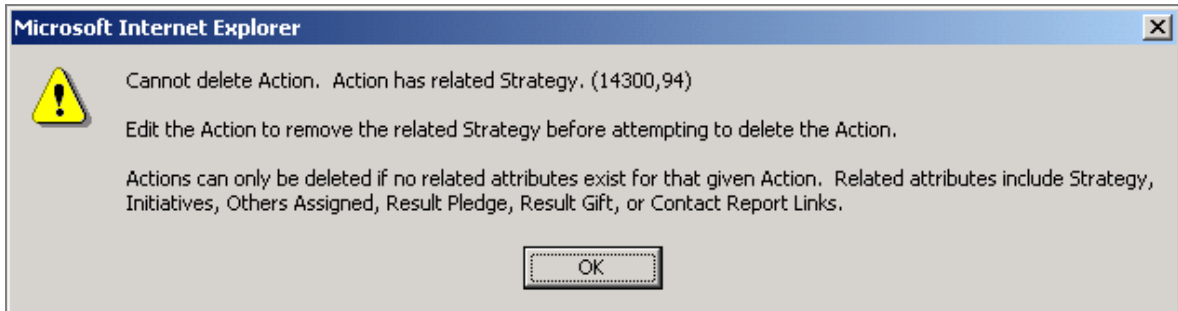 Microsoft Internet Explorer
Cannot delete Action.  Action has related Strategy. (14300,94)
Edit the Action to remove the related Strategy before attempting to delete the Action.
Actions can only be deleted if no related attributes exist for that given Action.  Related attributes include Strategy,
Initiatives, Others Assigned, Result Pledge, Result Gift, or Contact Report Links.
OK